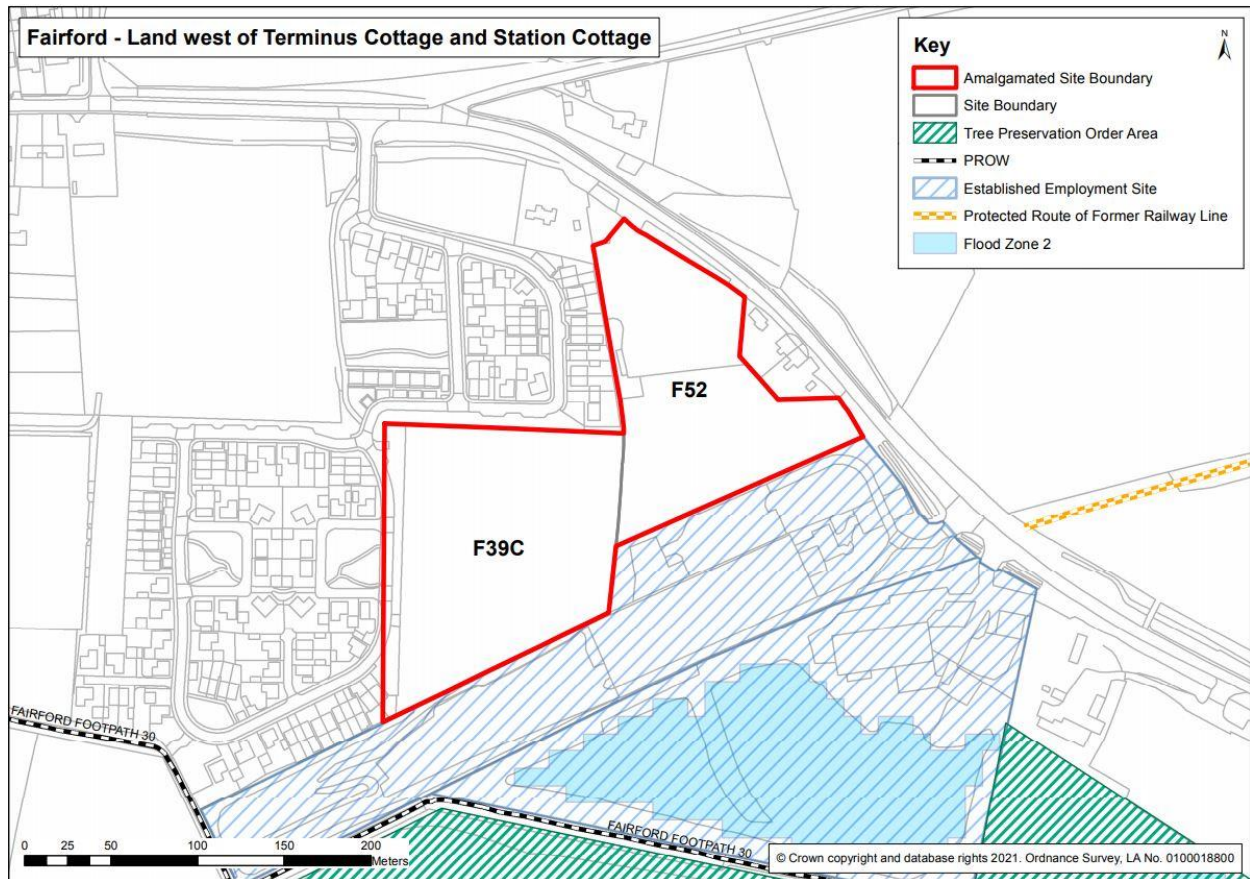 Fairford - Land west of Terminus Cottage and Station Cottage
Key
N
Amalgamated Site Boundary
Site Boundary
Tree Preservation Order Area
PROW
Established Employment Site
Protected Route of Former Railway Line
Flood Zone 2
F52
F39C
FAIRFORD FOOTPATH 30
FAIRFORD FOOTPATH 30
0 25 50 100 150 200
Meters
© Crown copyright and database rights 2021. Ordnance Survey, LA No. 0100018800